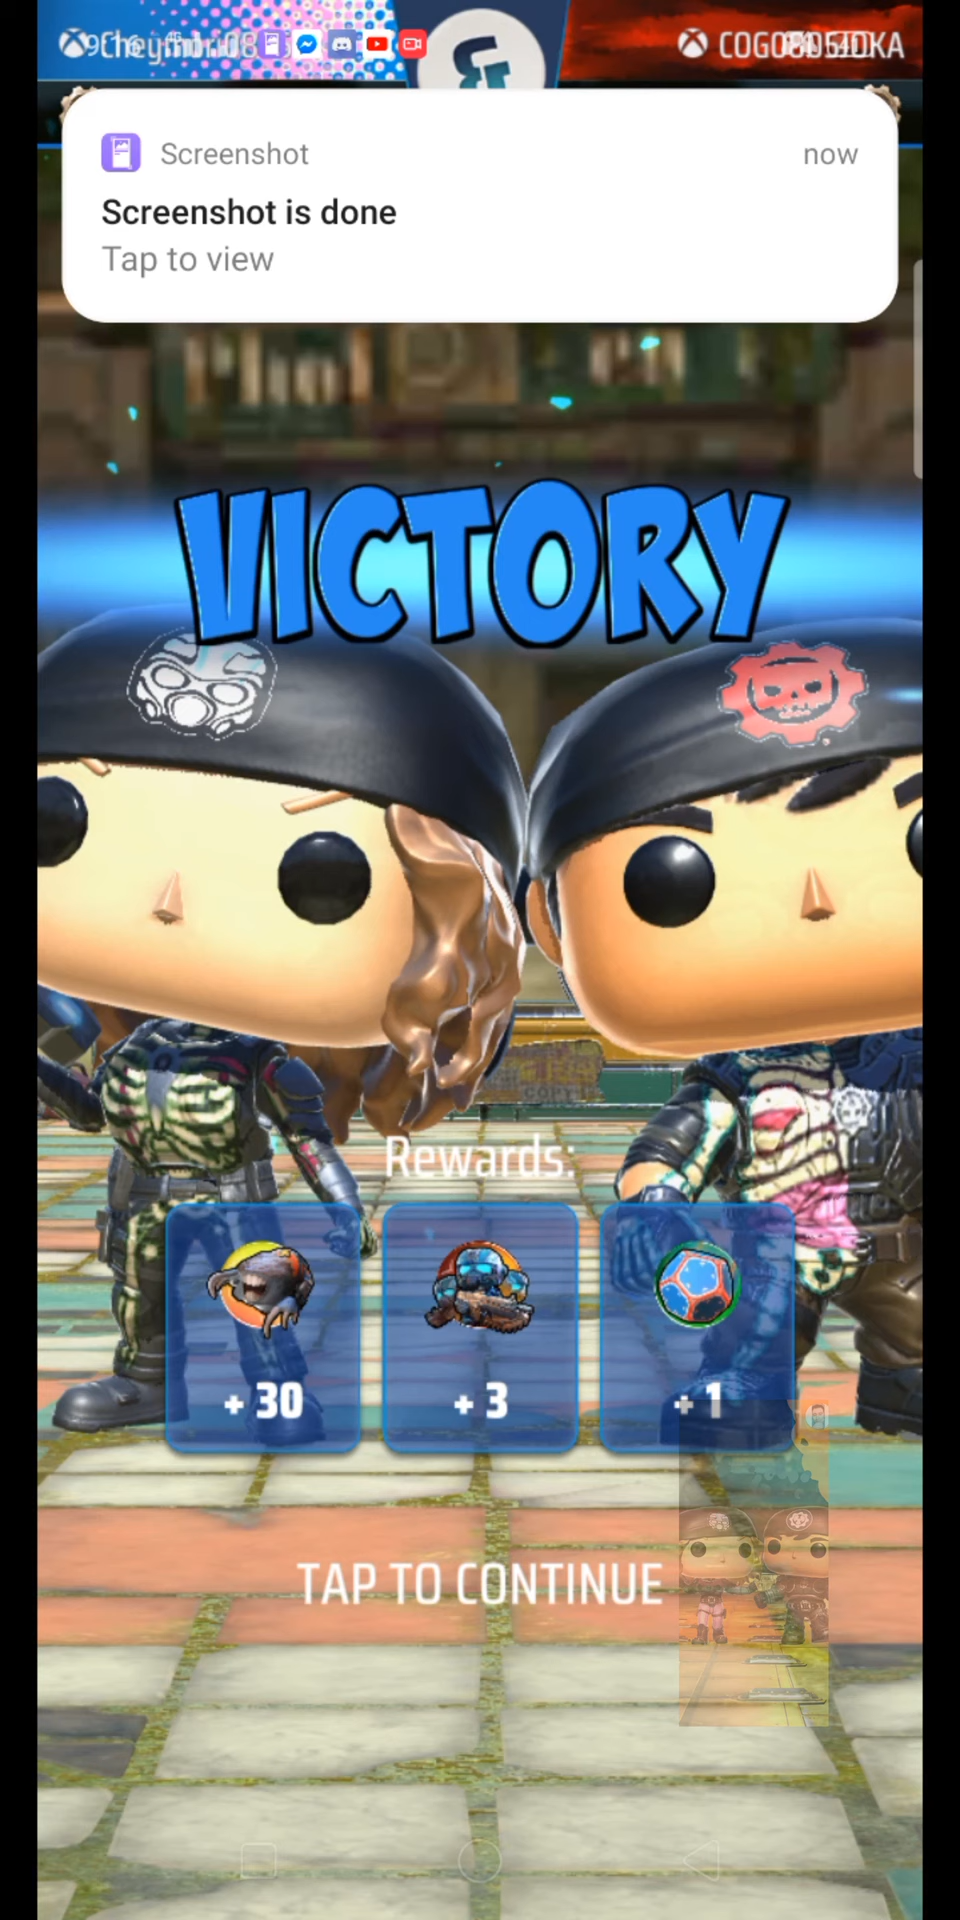 Screenshot
now
Screenshot is done
Tap to view
VICTORY
Rewards:
+ 30
+ 3
+ 1
TAP TO CONTINUE